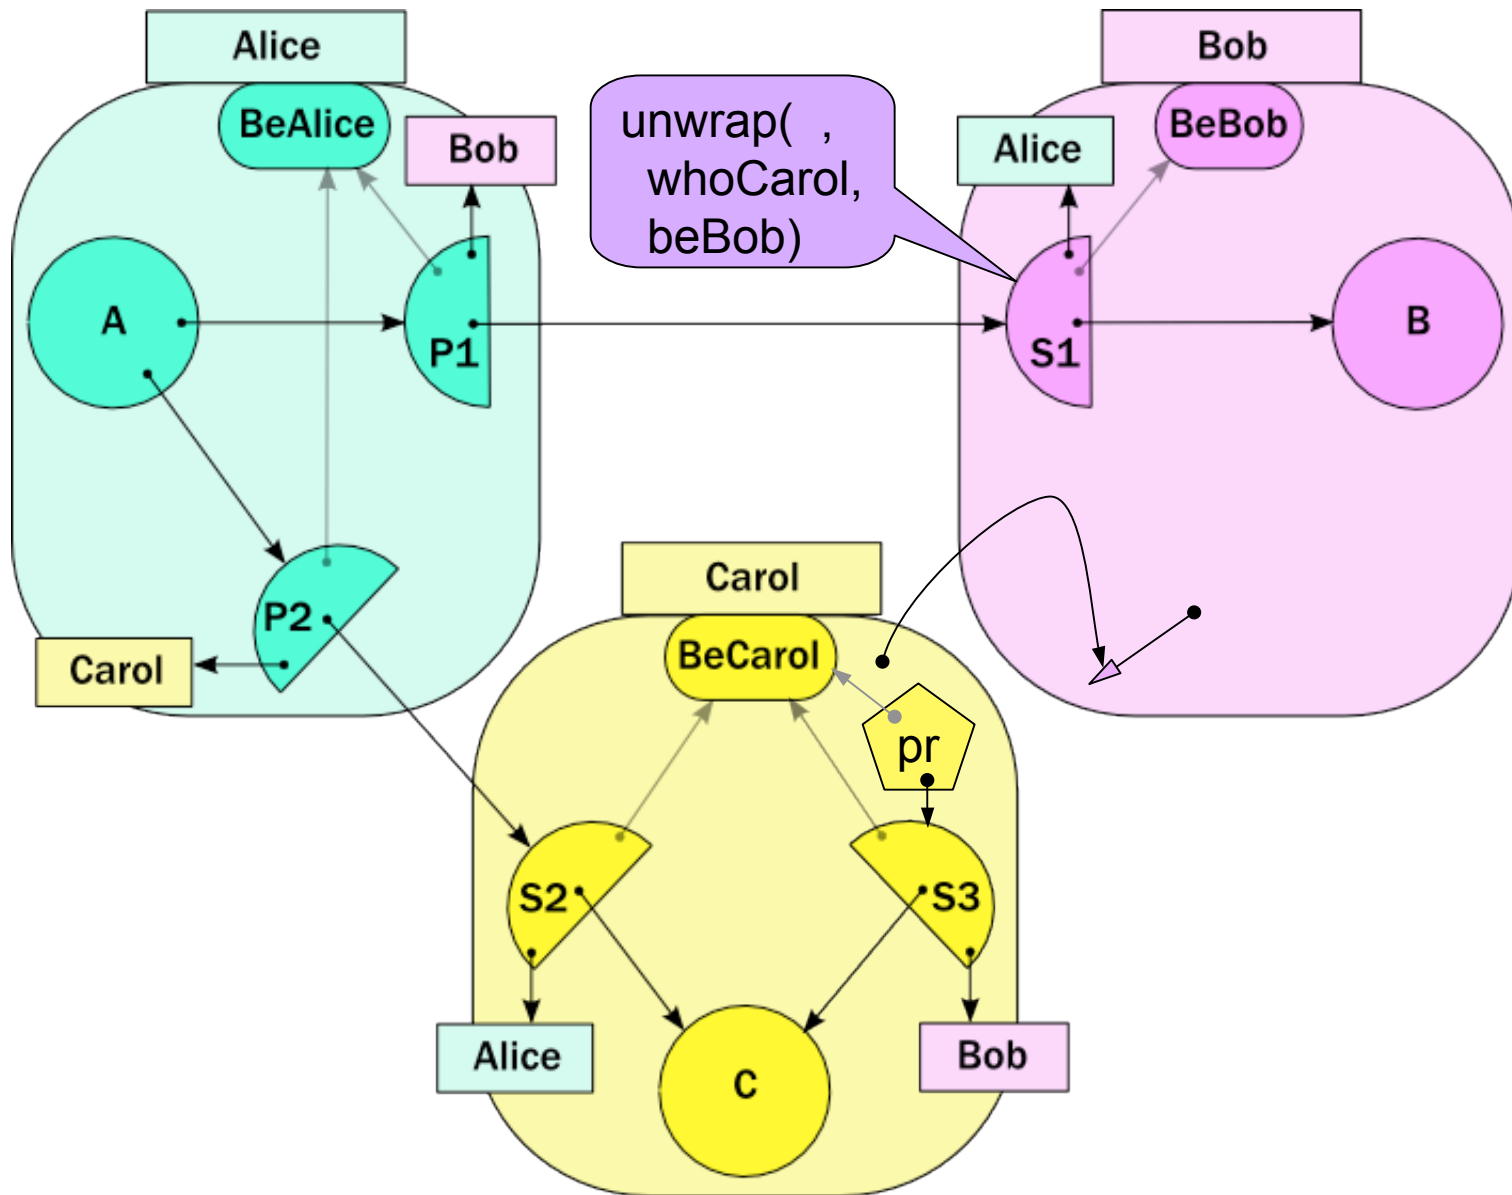 Alice
Bob
BeAlice
Bob
unwrap( ,
whoCarol,
beBob)
Alice
BeBob
A
P1
S1
B
P2
Carol
Carol
BeCarol
pr
S2
S3
Alice
C
Bob